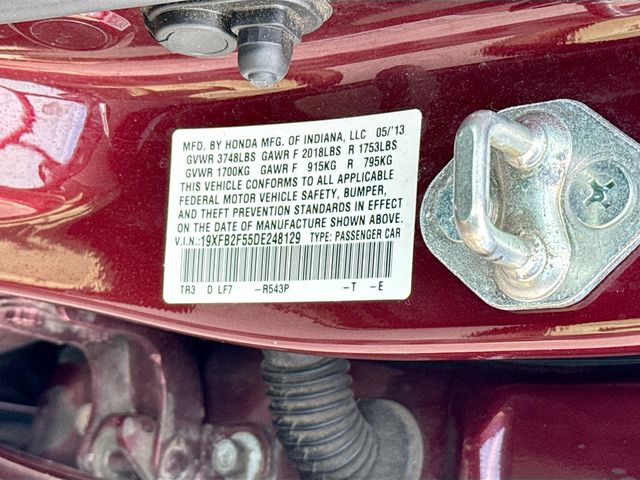 MFD. BY HONDA MFG. OF INDIANA, LLC 05/'13
GVWR 3748LBS GAWR F 2018LBS R 1753LBS
GVWR 1700KG GAWR F 915KG R 795KG
THIS VEHICLE CONFORMS TO ALL APPLICABLE
FEDERAL MOTOR VEHICLE SAFETY, BUMPER,
AND THEFT PREVENTION STANDARDS IN EFFECT
ON THE DATE OF MANUFACTURE SHOWN ABOVE.
V.I.N.:19XFB2F55DE248129 TYPE: PASSENGER CAR
TR3 D LF7 -R543P -T -E